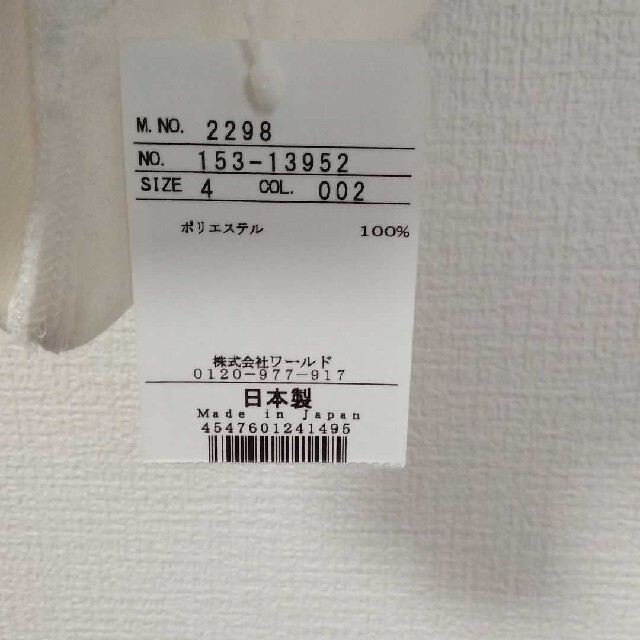 M. NO. 2298
NO. 153-13952
SIZE 4 COL. 002
ポリエステル 100%
株式会社ワールド
0120-977-917
日本製
Made in Japan
4547601241495